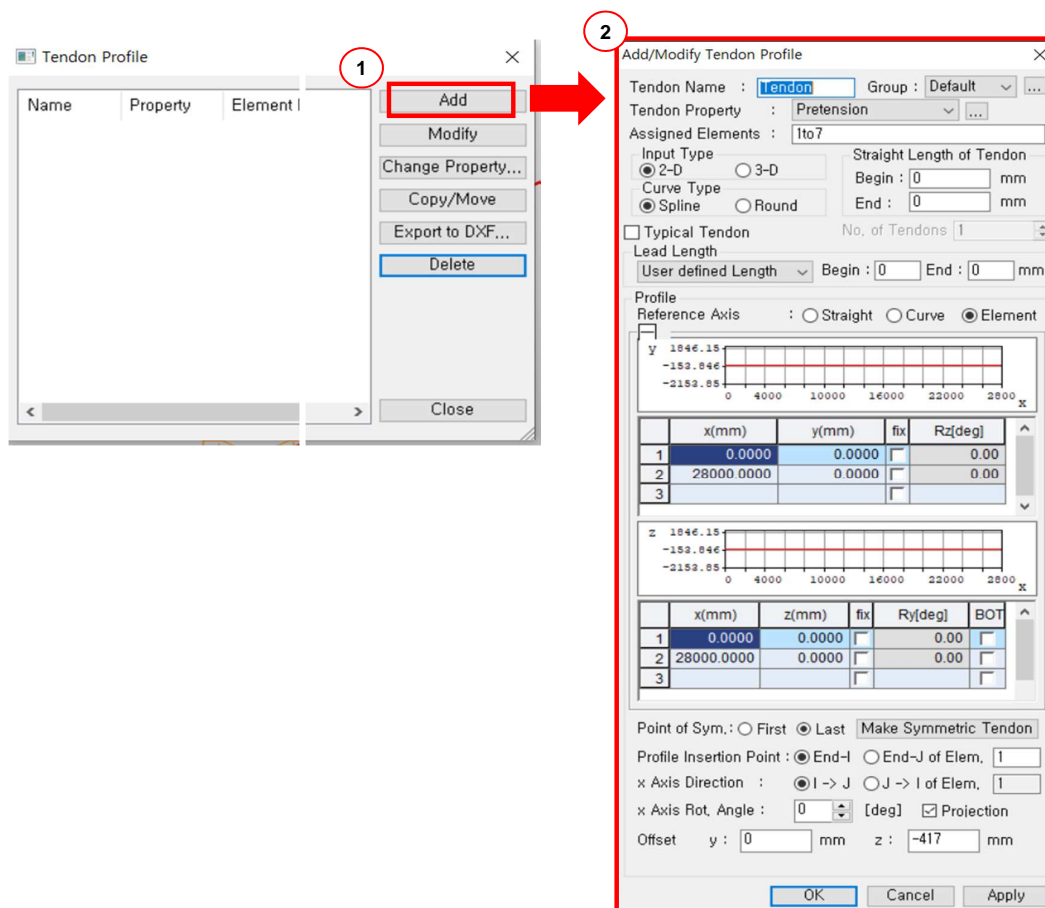 Tendon Profile
1
Name Property Element I
Add
Modify
Change Property...
Copy/Move
Export to DXF...
Delete
Close
2
Add/Modify Tendon Profile
Tendon Name : Tendon Group : Default ...
Tendon Property : Pretension ...
Assigned Elements : 1to7
Input Type
2-D 3-D
Curve Type
Spline Round
Straight Length of Tendon
Begin : 0 mm
End : 0 mm
Typical Tendon No. of Tendons 1
Lead Length
User defined Length Begin : 0 End : 0 mm
Profile
Reference Axis : Straight Curve Element
y 1846.15
-153.846
-2153.85
0 4000 10000 16000 22000 2800 x
x(mm) y(mm) fix Rz[deg]
1 0.0000 0.0000 0.00
2 28000.0000 0.0000 0.00
3
z 1846.15
-153.846
-2153.85
0 4000 10000 16000 22000 2800 x
x(mm) z(mm) fix Ry[deg] BOT
1 0.0000 0.0000 0.00
2 28000.0000 0.0000 0.00
3
Point of Sym.: First Last Make Symmetric Tendon
Profile Insertion Point : End-I End-J of Elem. 1
x Axis Direction : I -> J J -> I of Elem. 1
x Axis Rot. Angle : 0 [deg] Projection
Offset y : 0 mm z : -417 mm
OK Cancel Apply